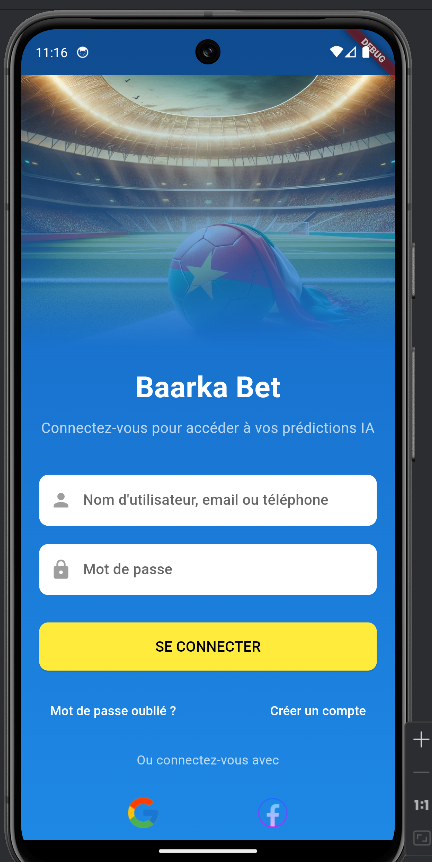 11:16
DEBUG
Baarka Bet
Connectez-vous pour accéder à vos prédictions IA
Nom d'utilisateur, email ou téléphone
Mot de passe
SE CONNECTER
Mot de passe oublié ?
Créer un compte
Ou connectez-vous avec
1:1